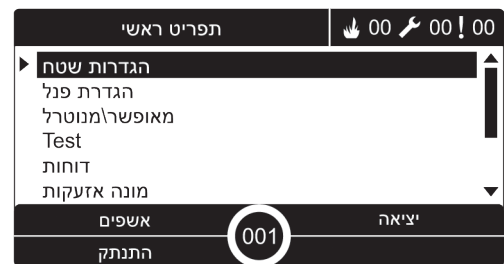 תפריט ראשי
00 00 ! 00
הגדרות שטח
הגדרת פנל
מאופשר\מנוטרל
Test
דוחות
מונה אזעקות
אשפים
יציאה
001
התנתק